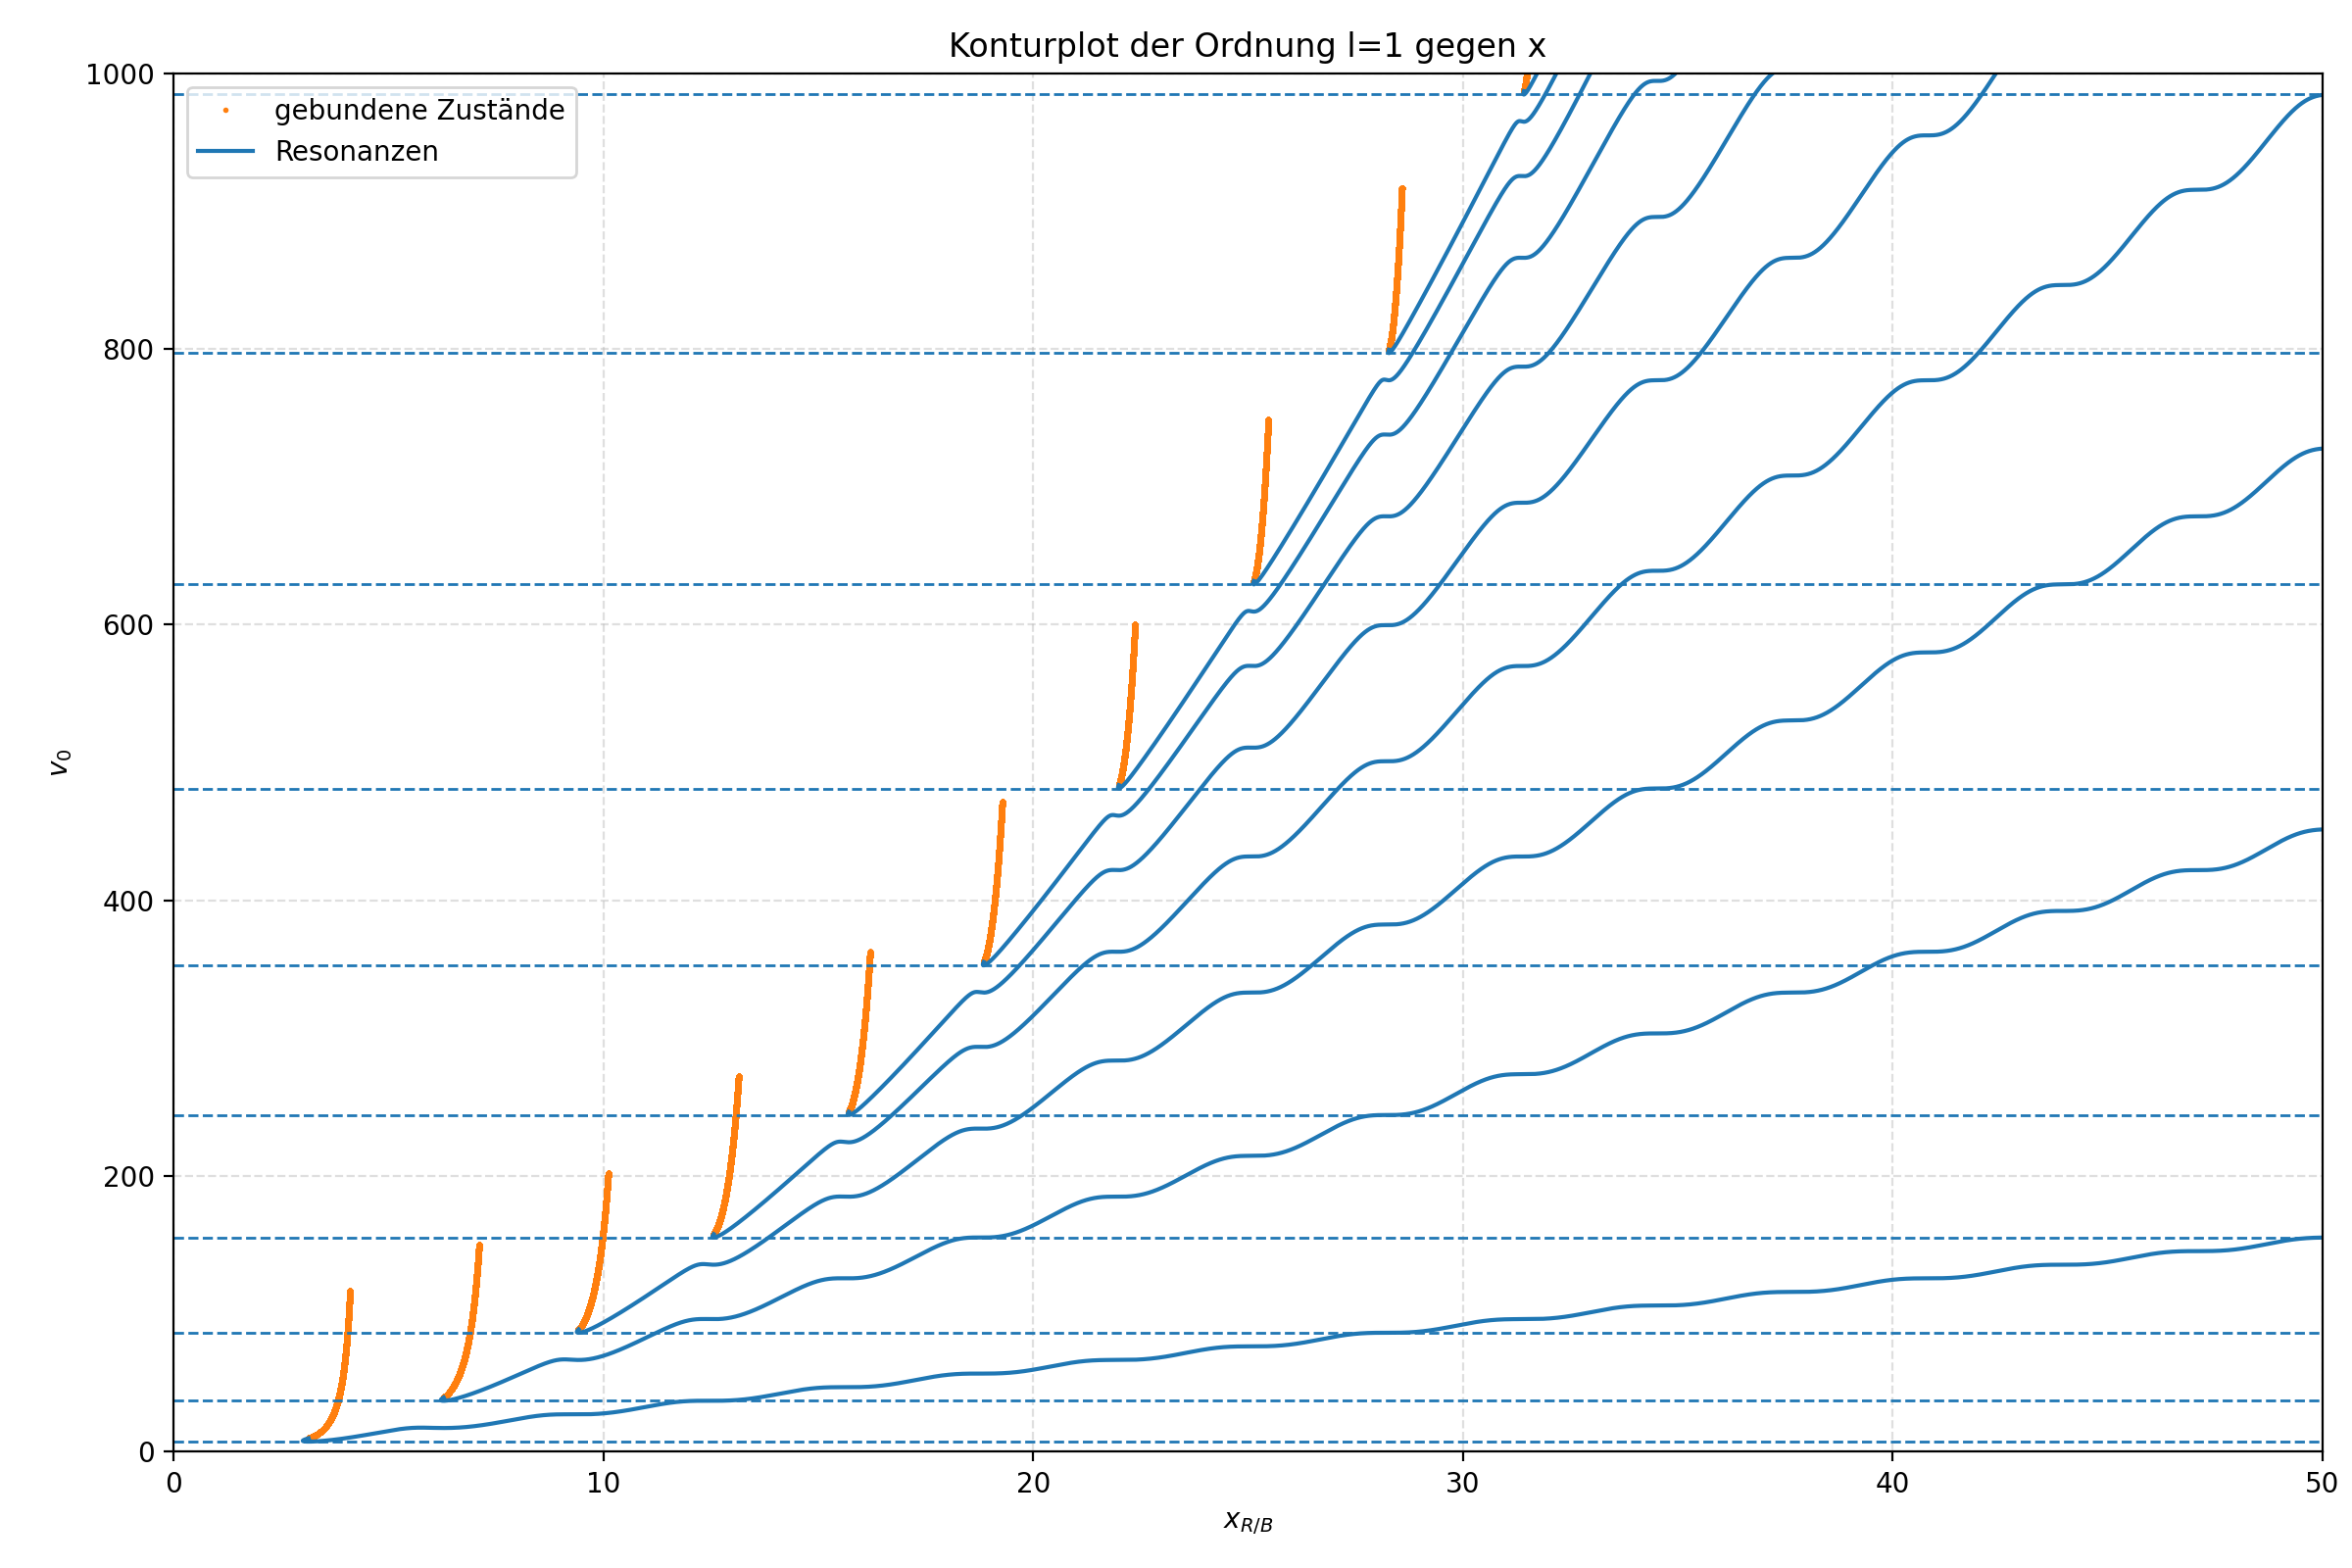 Konturplot der Ordnung l=1 gegen x
1000
800
600
400
200
0
v₀
gebundene Zustände
Resonanzen
0 10 20 30 40 50
x_{R/B}